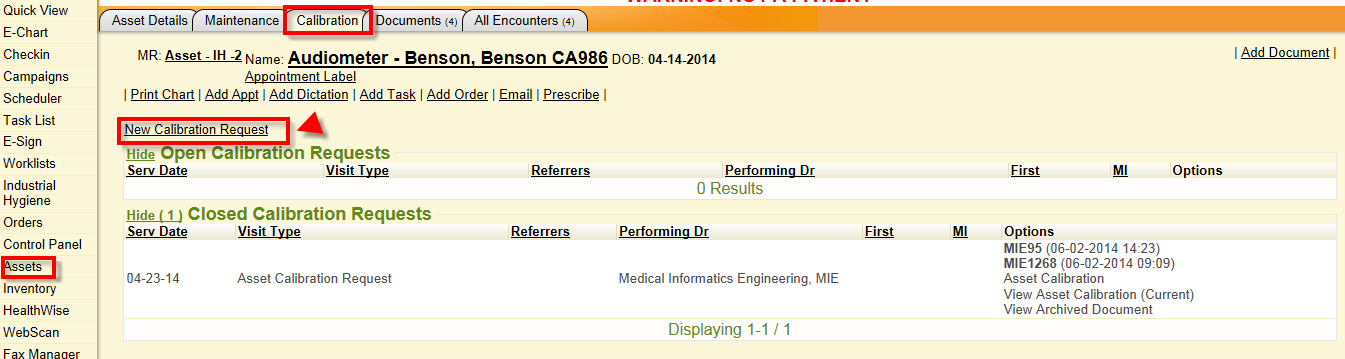 WARNING! NOT A PATIENT
Quick View
E-Chart
Checkin
Campaigns
Scheduler
Task List
E-Sign
Worklists
Industrial
Hygiene
Orders
Control Panel
Assets
Inventory
HealthWise
WebScan
Fax Manager
Asset Details Maintenance Calibration Documents (4) All Encounters (4)
MR: Asset - IH -2 Name: Audiometer - Benson, Benson CA986 DOB: 04-14-2014
| Add Document |
Appointment Label
| Print Chart | Add Appt | Add Dictation | Add Task | Add Order | Email | Prescribe |
New Calibration Request
Hide Open Calibration Requests
Serv Date Visit Type Referrers Performing Dr First MI Options
0 Results
Hide ( 1 ) Closed Calibration Requests
Serv Date Visit Type Referrers Performing Dr First MI Options
04-23-14 Asset Calibration Request Medical Informatics Engineering, MIE
MIE95 (06-02-2014 14:23)
MIE1268 (06-02-2014 09:09)
Asset Calibration
View Asset Calibration (Current)
View Archived Document
Displaying 1-1 / 1